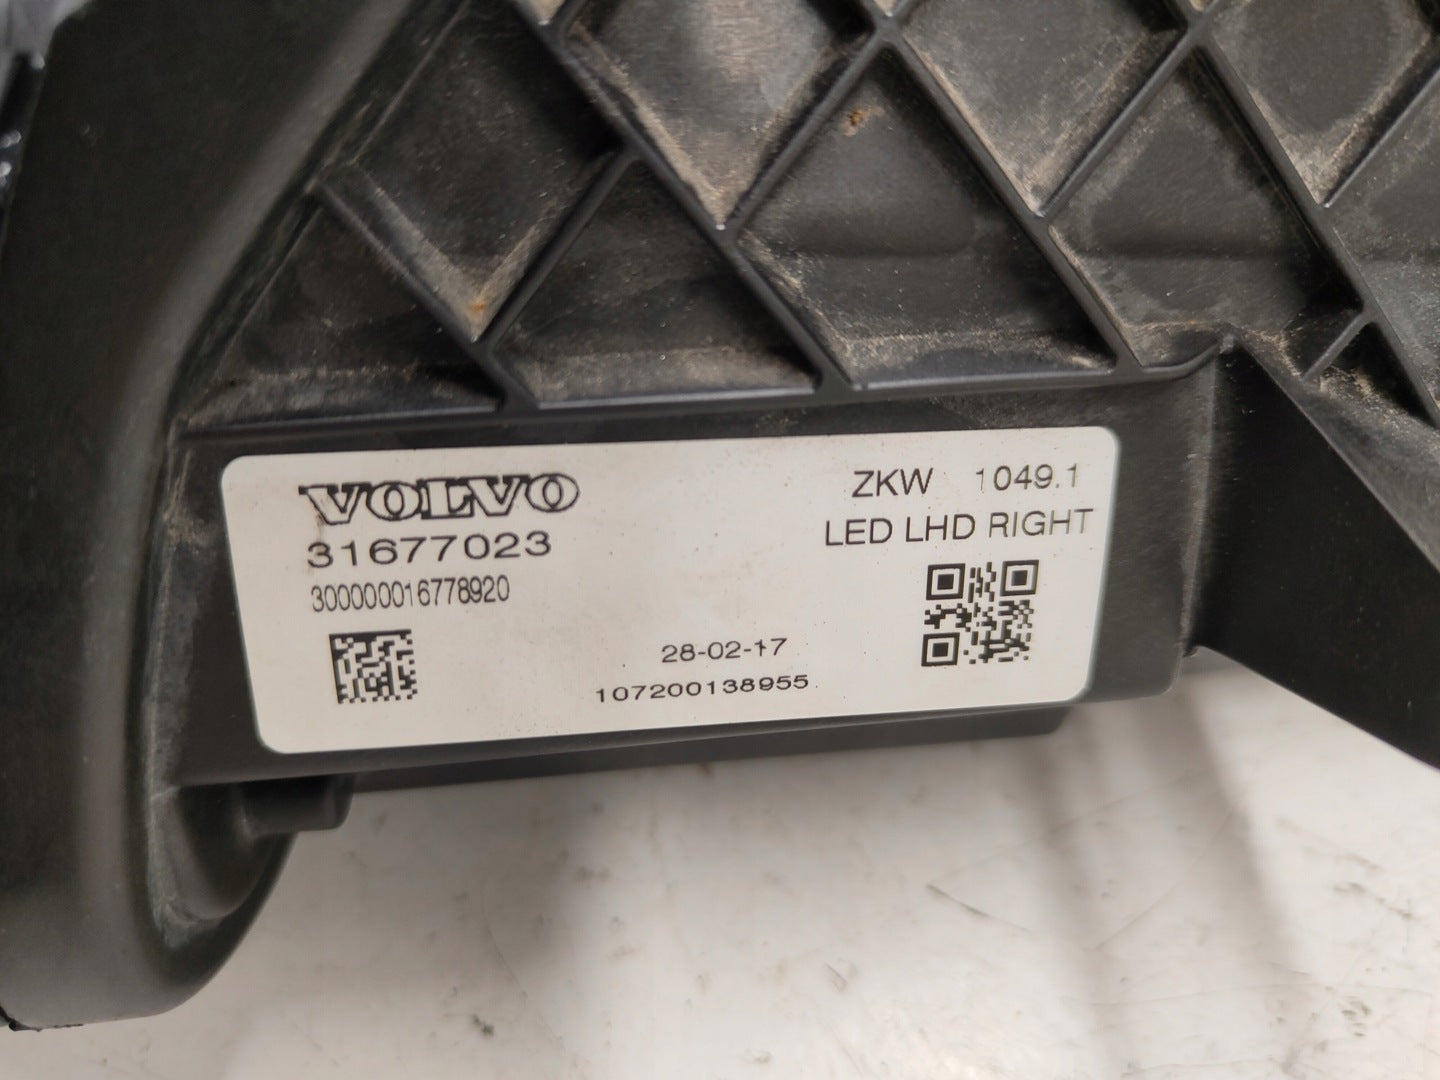 VOLVO
31677023
300000016778920
ZKW 1049.1
LED LHD RIGHT
28-02-17
107200138955